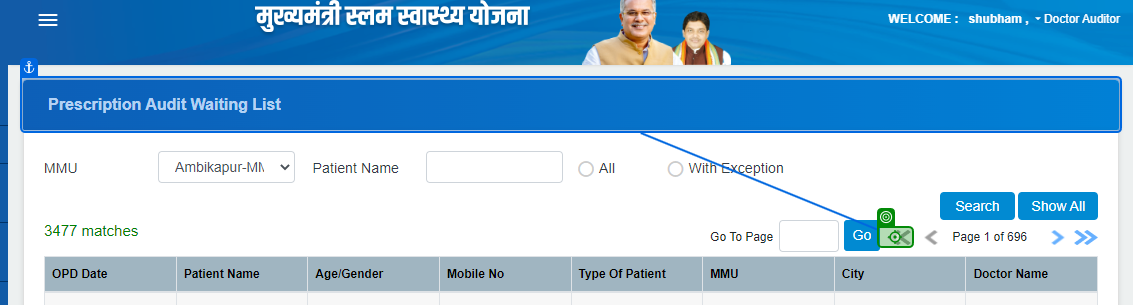 मुख्यमंत्री स्लम स्वास्थ्य योजना
WELCOME : shubham , Doctor Auditor
Prescription Audit Waiting List
MMU Ambikapur-MM Patient Name All With Exception
Search Show All
3477 matches Go To Page Go Page 1 of 696
OPD Date Patient Name Age/Gender Mobile No Type Of Patient MMU City Doctor Name